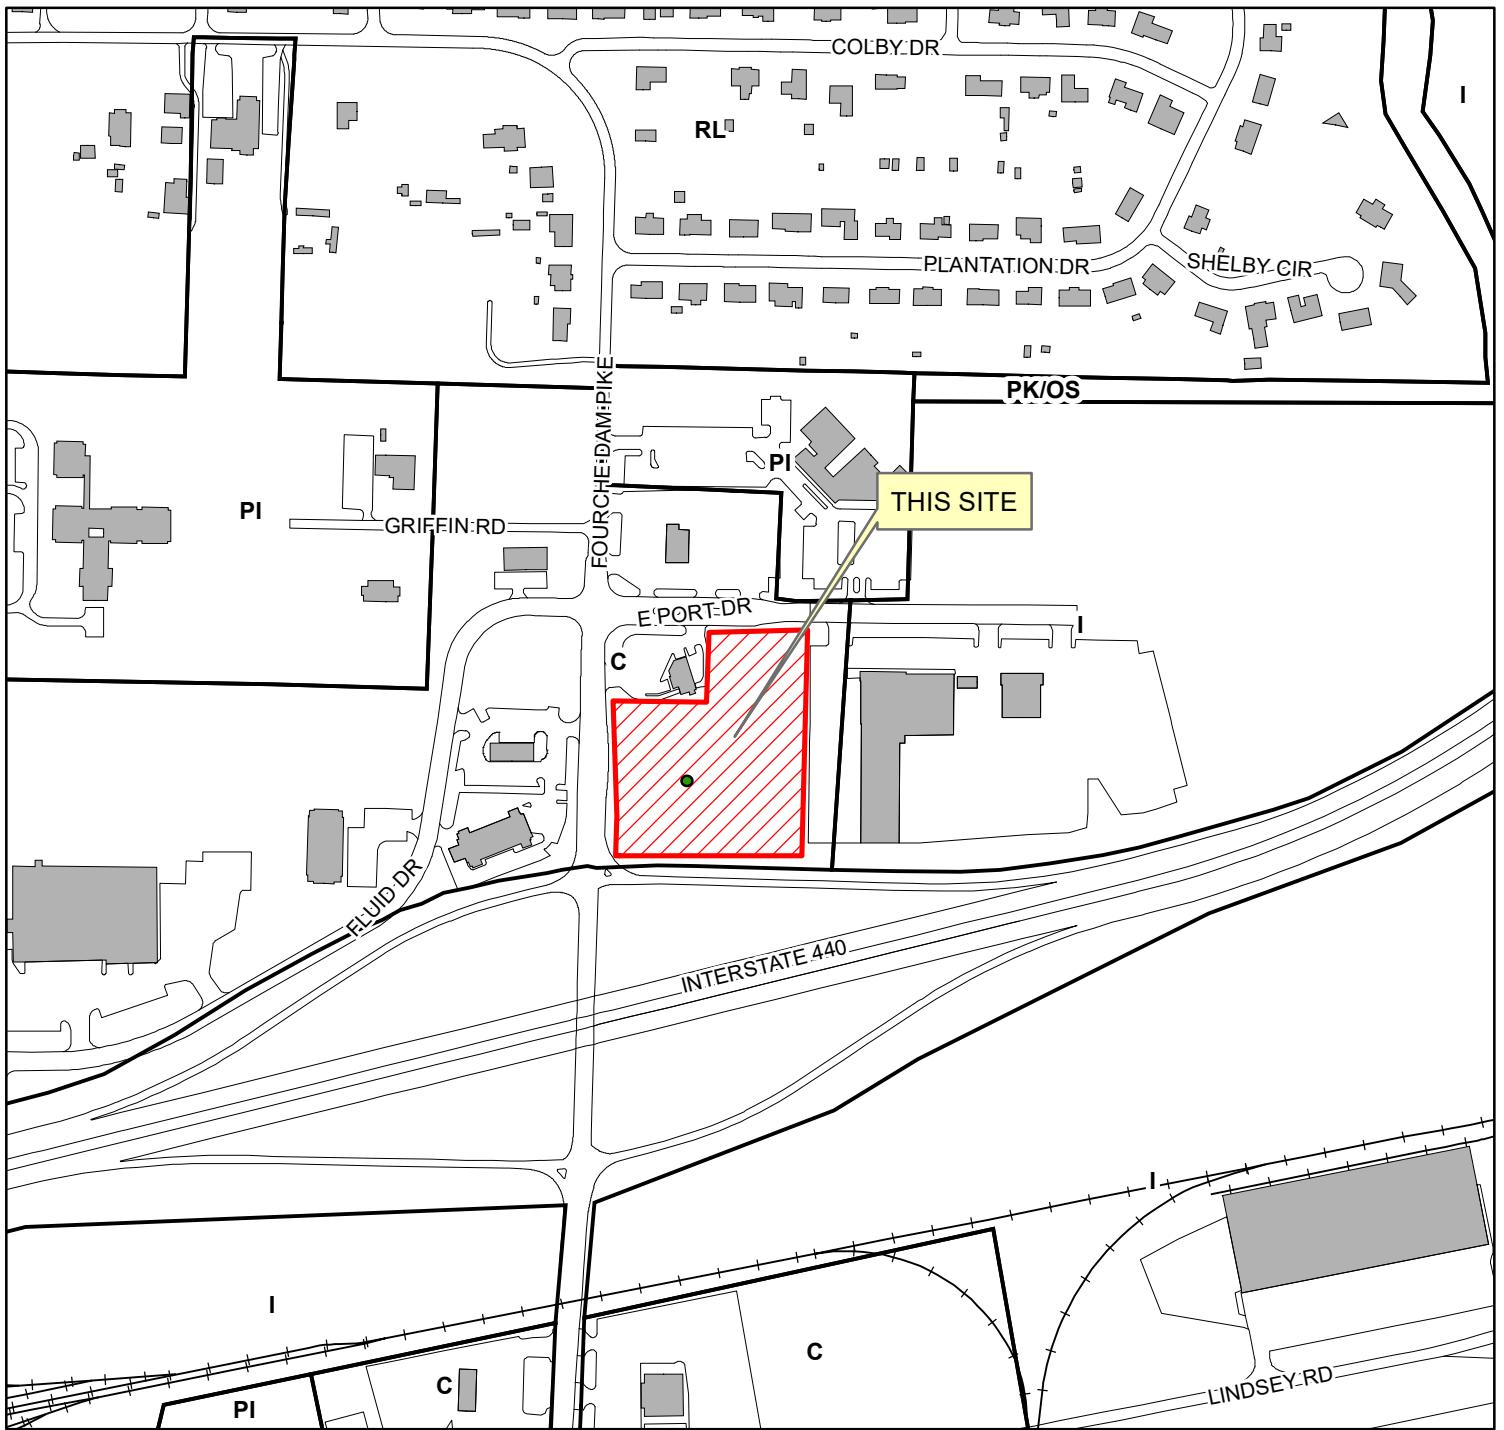 COLBY DR
I
RL
PLANTATION DR
SHELBY CIR
FOURCHE DAM PIKE
PK/OS
PI
THIS SITE
PI
GRIFFIN RD
E PORT DR
I
C
FLUID DR
INTERSTATE 440
I
I
C
C
PI
LINDSEY RD